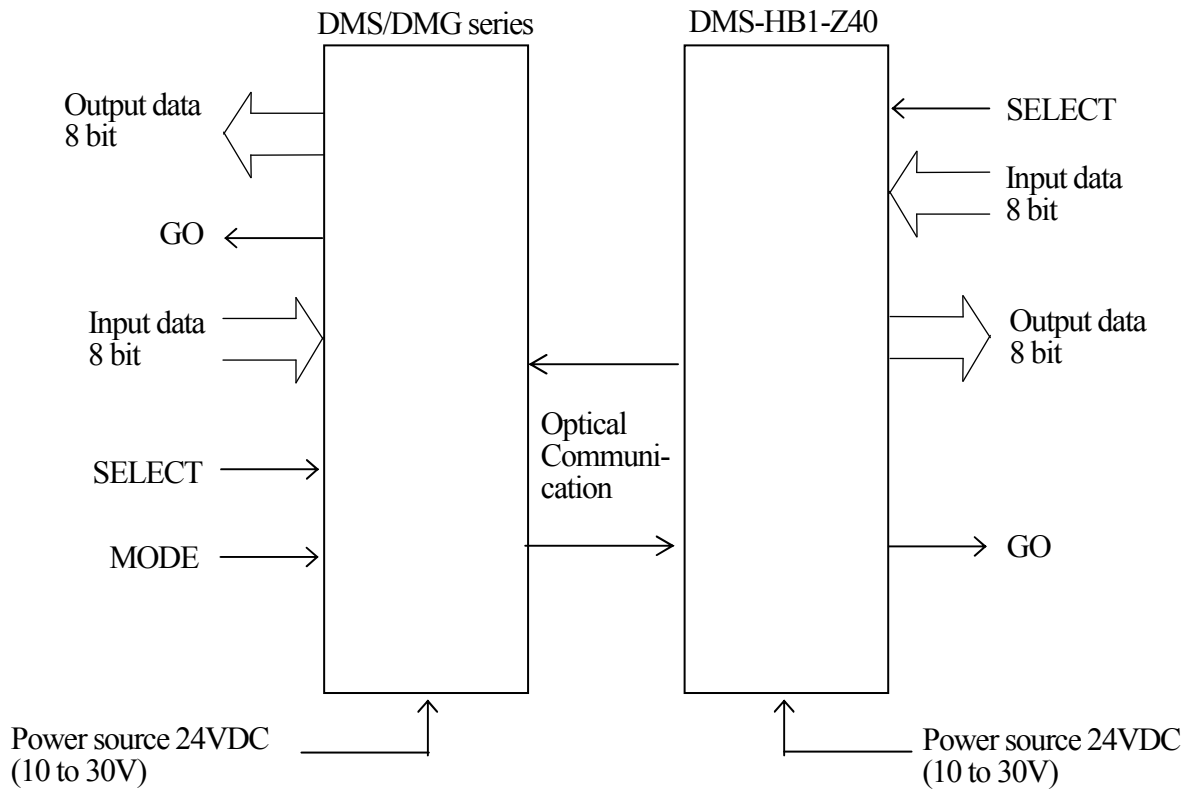 DMS/DMG series
DMS-HB1-Z40
Output data
8 bit
GO
Input data
8 bit
SELECT
MODE
Optical
Communi-
cation
SELECT
Input data
8 bit
Output data
8 bit
GO
Power source 24VDC
(10 to 30V)
Power source 24VDC
(10 to 30V)